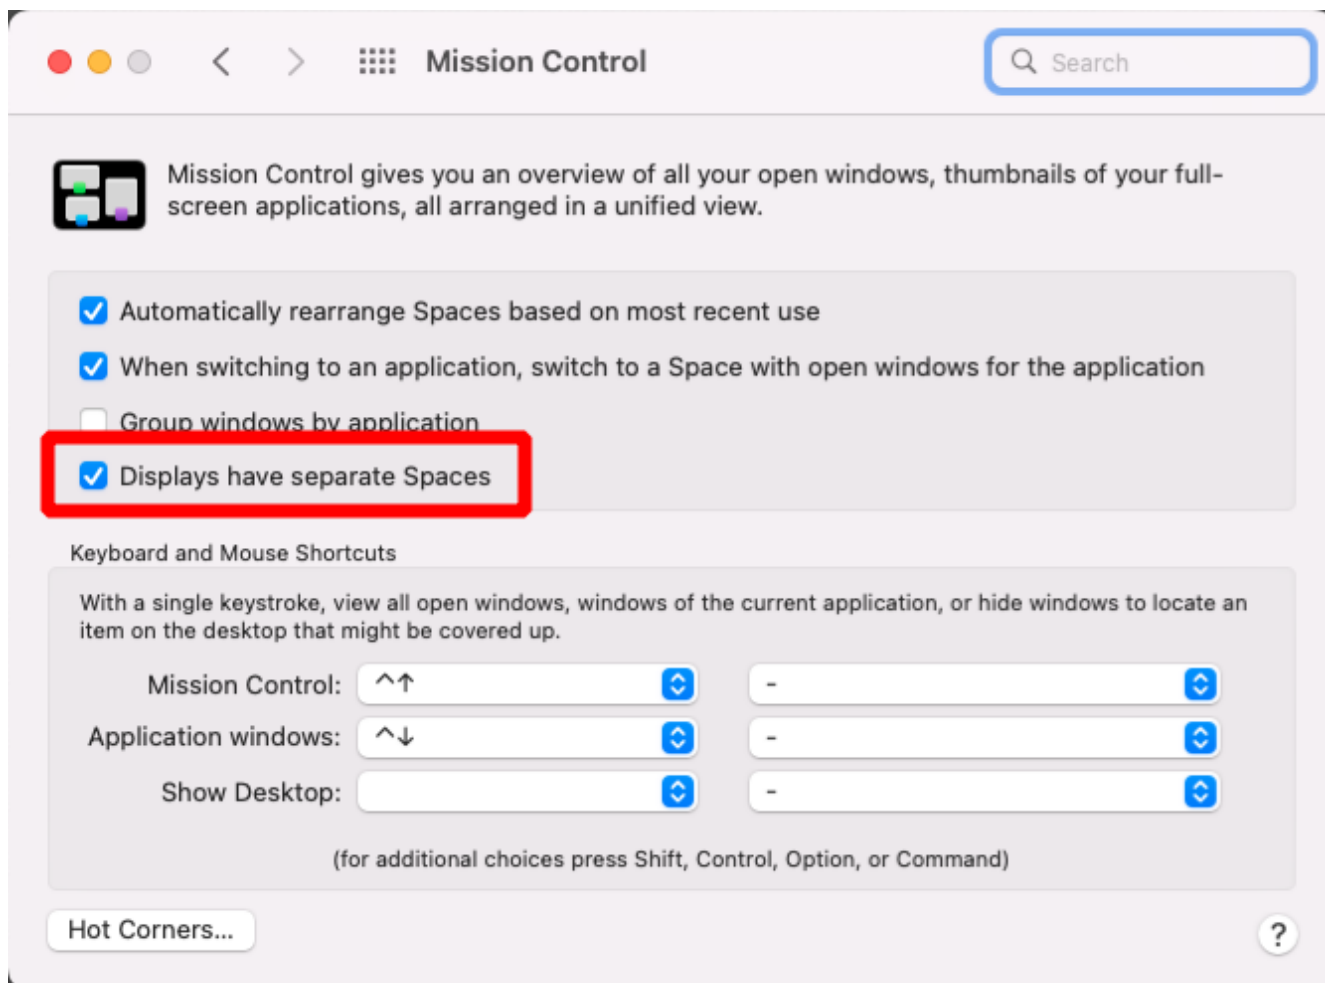 Mission Control
Search
Mission Control gives you an overview of all your open windows, thumbnails of your full-
screen applications, all arranged in a unified view.
Automatically rearrange Spaces based on most recent use
When switching to an application, switch to a Space with open windows for the application
Group windows by application
Displays have separate Spaces
Keyboard and Mouse Shortcuts
With a single keystroke, view all open windows, windows of the current application, or hide windows to locate an
item on the desktop that might be covered up.
Mission Control: ^↑ -
Application windows: ^↓ -
Show Desktop: -
(for additional choices press Shift, Control, Option, or Command)
Hot Corners... ?